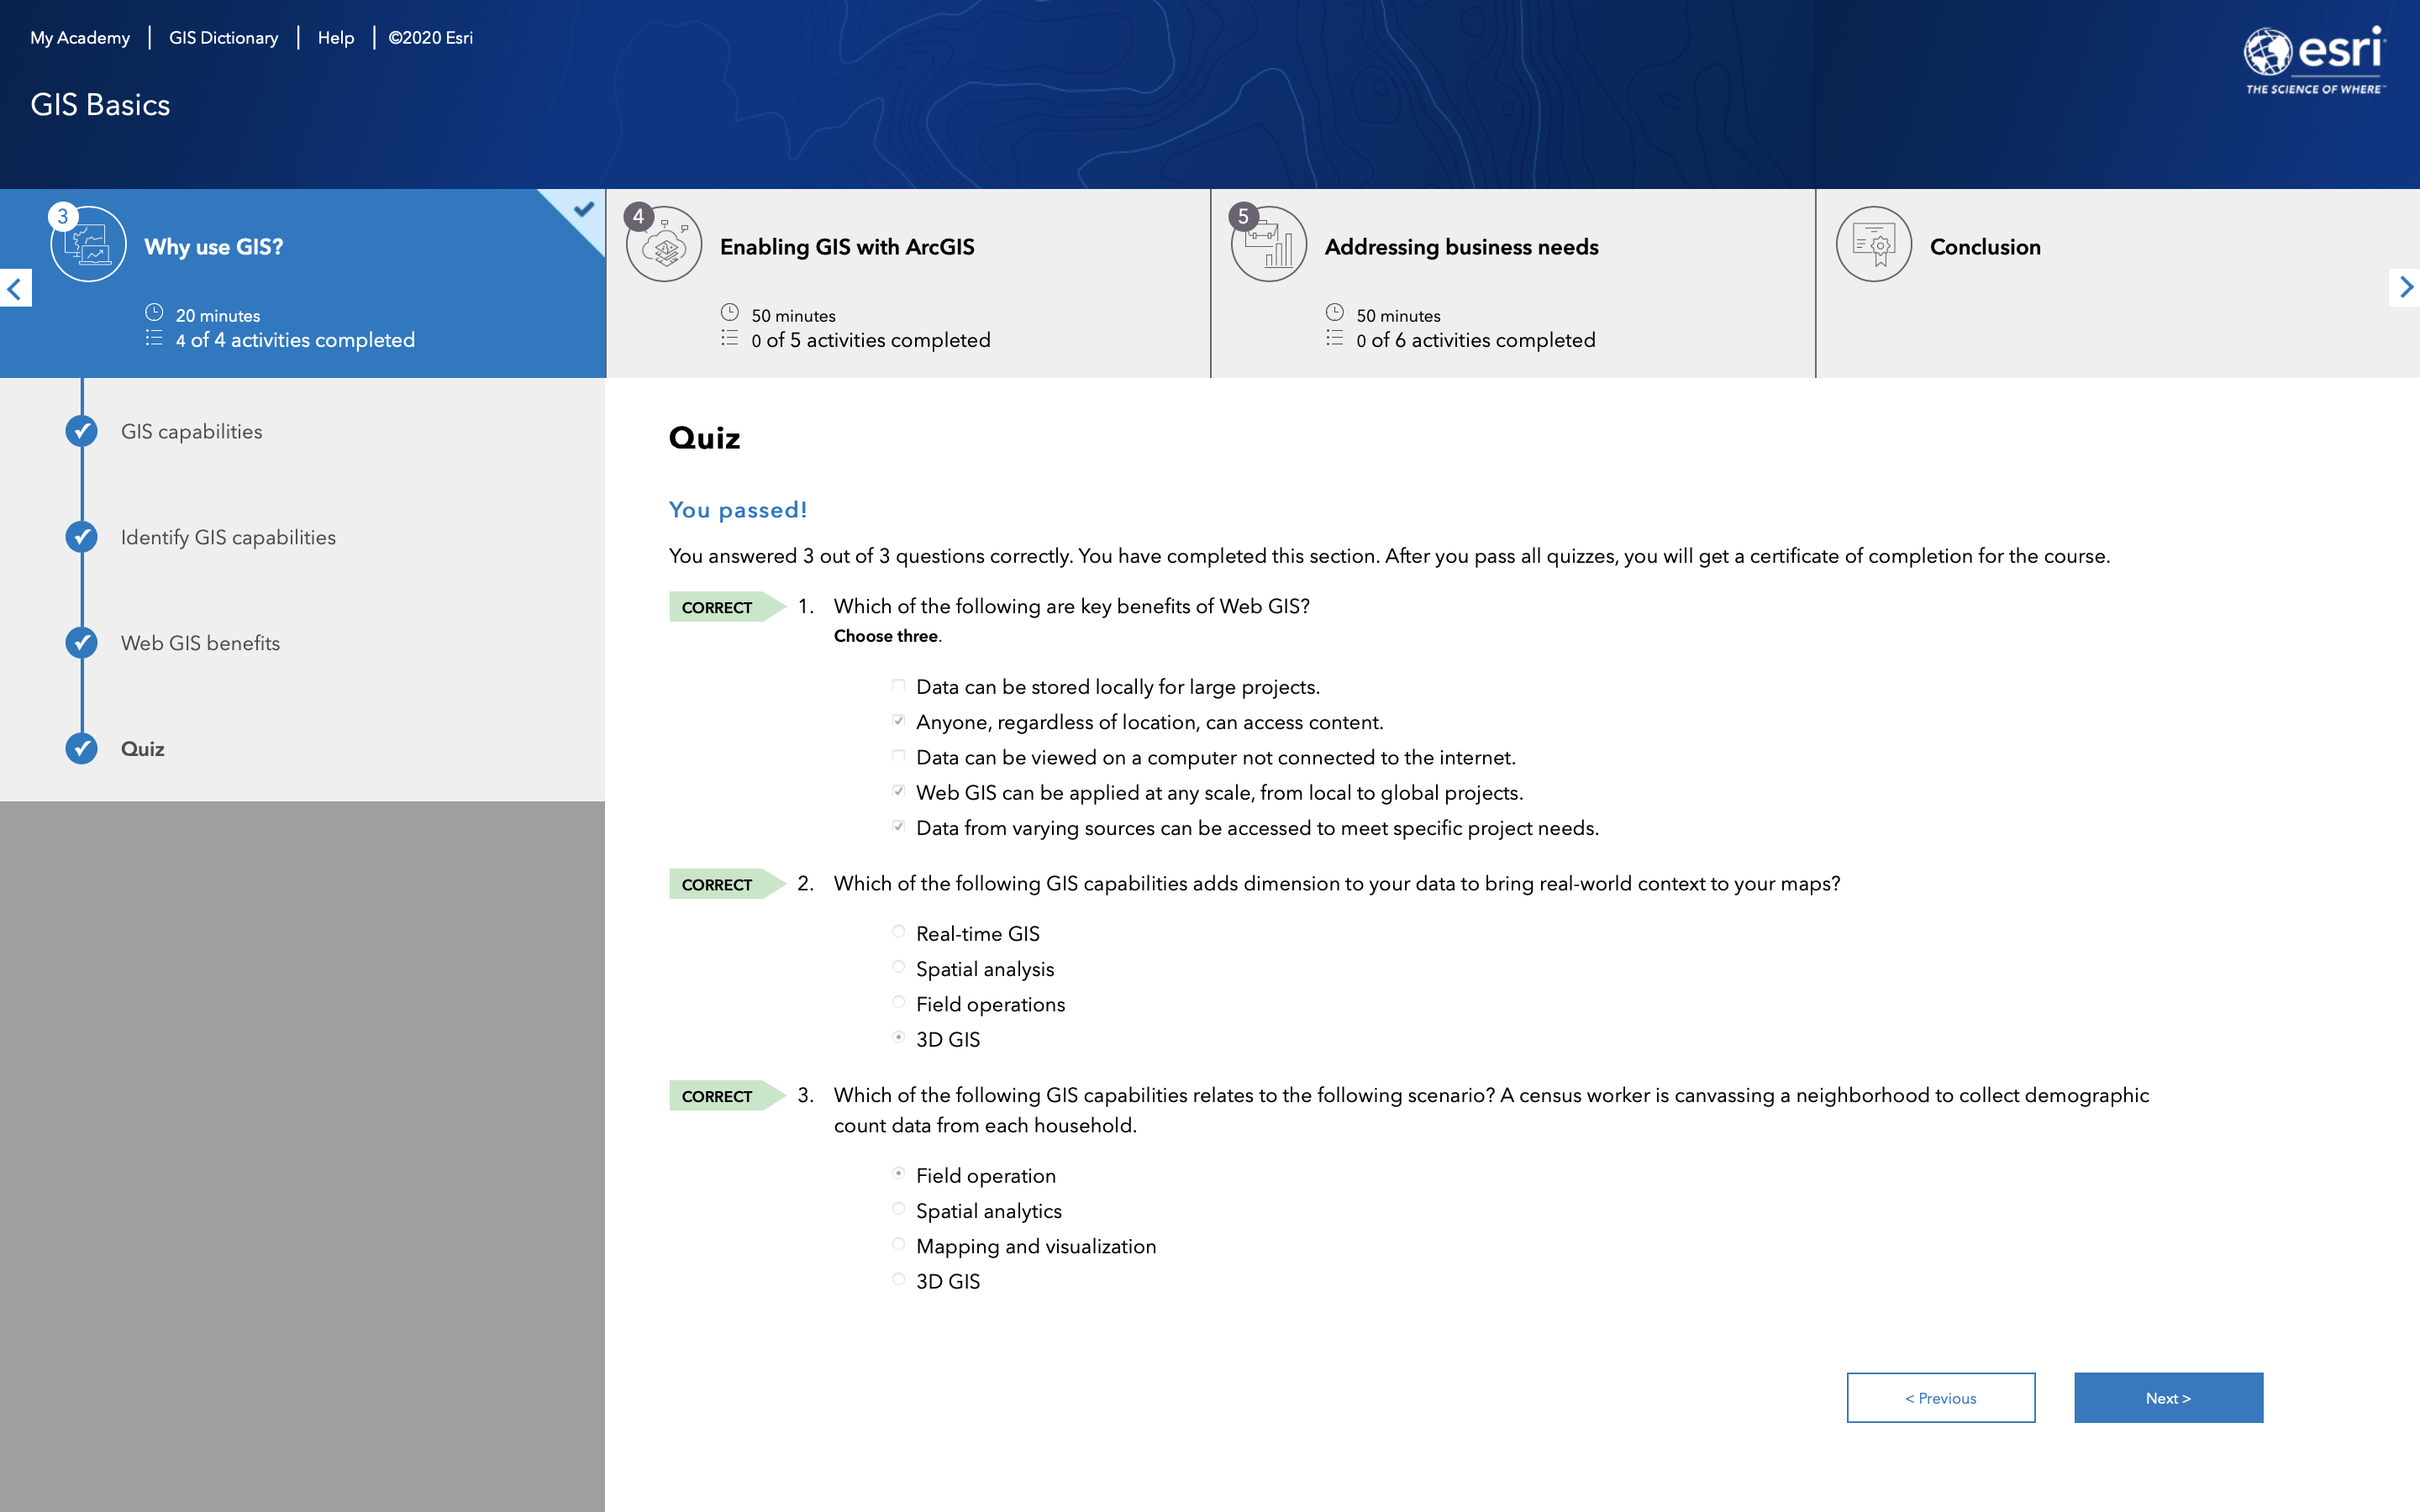 My Academy
GIS Dictionary
Help
©2020 Esri
GIS Basics
esri
THE SCIENCE OF WHERE™
3
Why use GIS?
20 minutes
4 of 4 activities completed
4
Enabling GIS with ArcGIS
50 minutes
0 of 5 activities completed
5
Addressing business needs
50 minutes
0 of 6 activities completed
Conclusion
GIS capabilities
Identify GIS capabilities
Web GIS benefits
Quiz
Quiz
You passed!
You answered 3 out of 3 questions correctly. You have completed this section. After you pass all quizzes, you will get a certificate of completion for the course.
CORRECT 1. Which of the following are key benefits of Web GIS?
Choose three.
Data can be stored locally for large projects.
Anyone, regardless of location, can access content.
Data can be viewed on a computer not connected to the internet.
Web GIS can be applied at any scale, from local to global projects.
Data from varying sources can be accessed to meet specific project needs.
CORRECT 2. Which of the following GIS capabilities adds dimension to your data to bring real-world context to your maps?
Real-time GIS
Spatial analysis
Field operations
3D GIS
CORRECT 3. Which of the following GIS capabilities relates to the following scenario? A census worker is canvassing a neighborhood to collect demographic
count data from each household.
Field operation
Spatial analytics
Mapping and visualization
3D GIS
< Previous
Next >